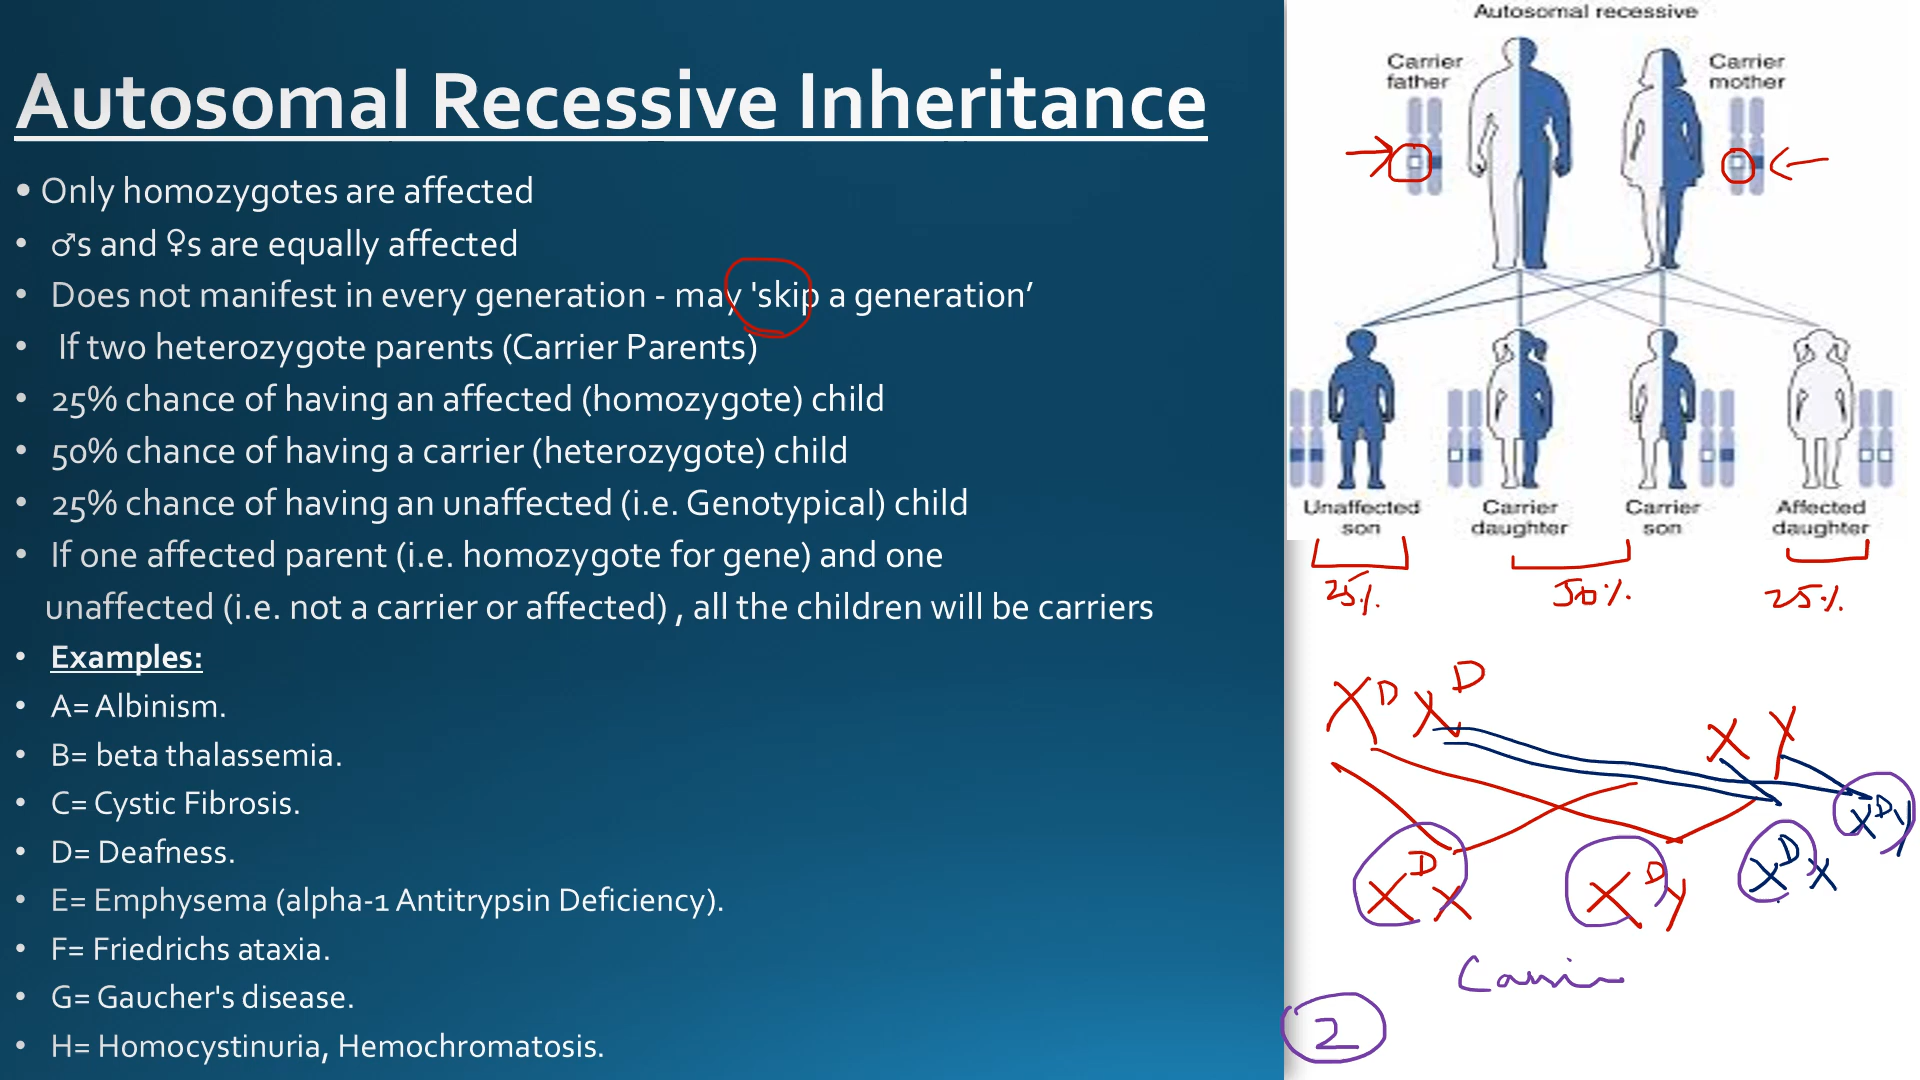 Autosomal Recessive Inheritance
• Only homozygotes are affected
• ♂s and ♀s are equally affected
• Does not manifest in every generation - may 'skip a generation’
• If two heterozygote parents (Carrier Parents)
• 25% chance of having an affected (homozygote) child
• 50% chance of having a carrier (heterozygote) child
• 25% chance of having an unaffected (i.e. Genotypical) child
• If one affected parent (i.e. homozygote for gene) and one
unaffected (i.e. not a carrier or affected) , all the children will be carriers
• Examples:
• A= Albinism.
• B= beta thalassemia.
• C= Cystic Fibrosis.
• D= Deafness.
• E= Emphysema (alpha-1 Antitrypsin Deficiency).
• F= Friedrichs ataxia.
• G= Gaucher's disease.
• H= Homocystinuria, Hemochromatosis.
Autosomal recessive
Carrier father
Carrier mother
Unaffected son
Carrier daughter
Carrier son
Affected daughter
25%
50%
25%
X^D X^D
X Y
X^D X
X^D Y
X^D X
X^D Y
Carrier
2